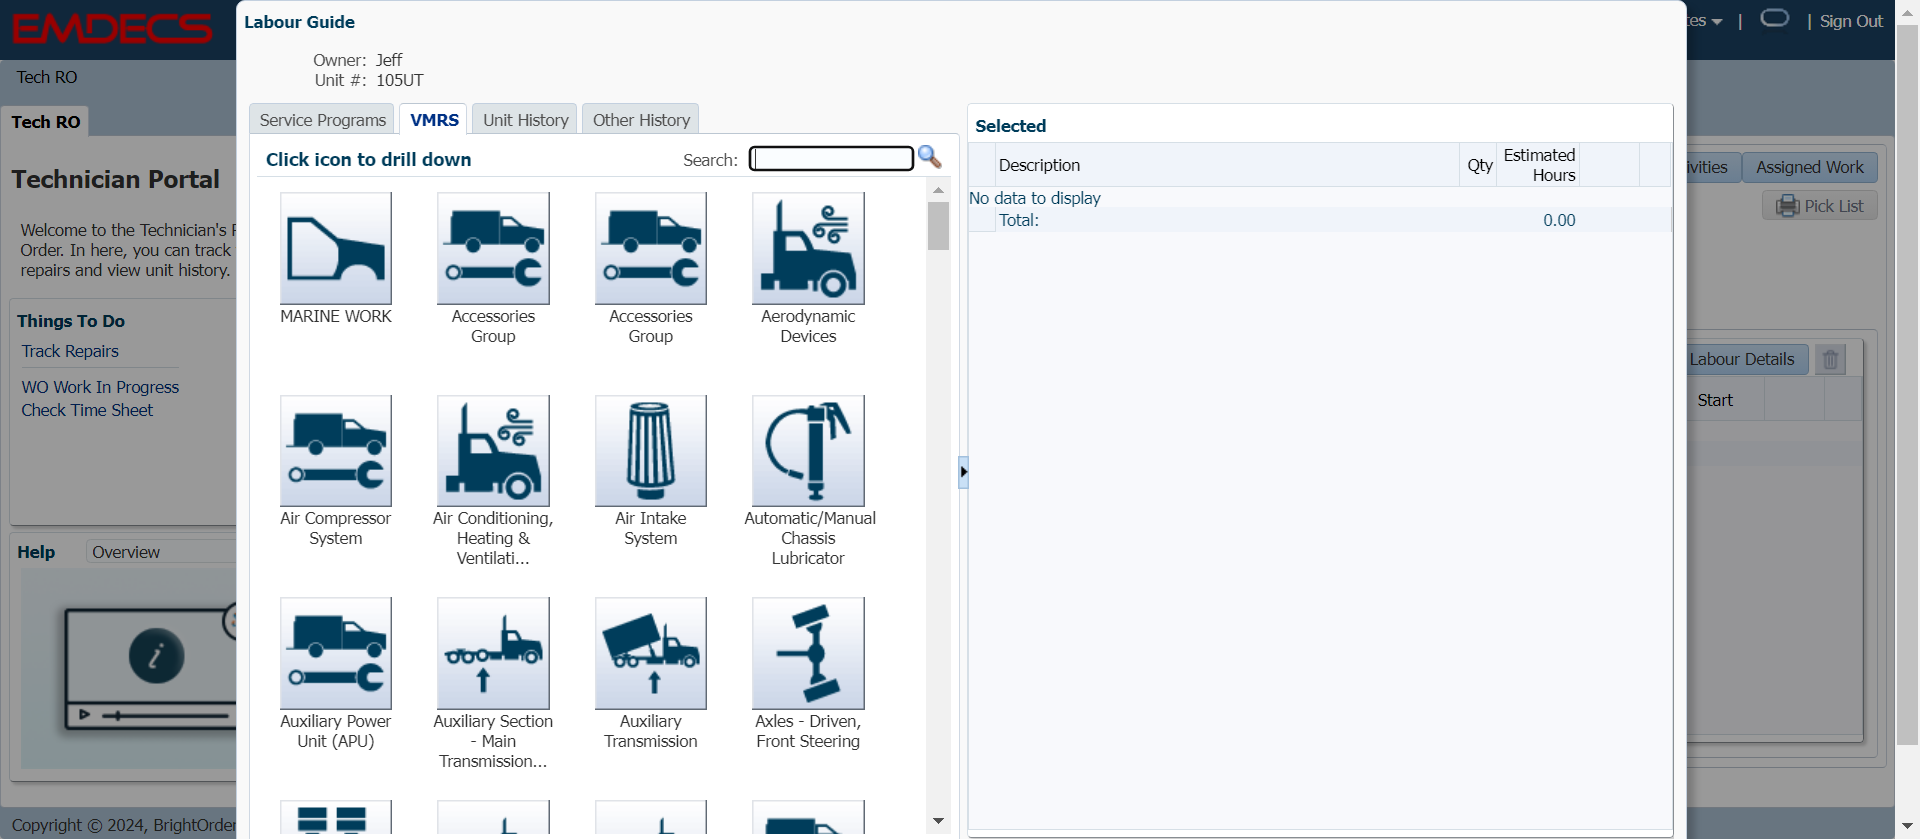 EMDECS
Labour Guide
tes
|
| Sign Out
Owner: Jeff
Unit #: 105UT
Tech RO
Tech RO
Service Programs
VMRS
Unit History
Other History
Selected
Click icon to drill down
Search:
Description
Qty
Estimated
Hours
No data to display
Total:
0.00
ivities
Assigned Work
Pick List
Technician Portal
Welcome to the Technician's
Order. In here, you can track
repairs and view unit history.
Things To Do
Track Repairs
WO Work In Progress
Check Time Sheet
MARINE WORK
Accessories
Group
Accessories
Group
Aerodynamic
Devices
Labour Details
Start
Air Compressor
System
Air Conditioning,
Heating &
Ventilati...
Air Intake
System
Automatic/Manual
Chassis
Lubricator
Help
Overview
i
Auxiliary Power
Unit (APU)
Auxiliary Section
- Main
Transmission...
Auxiliary
Transmission
Axles - Driven,
Front Steering
Copyright © 2024, BrightOrder